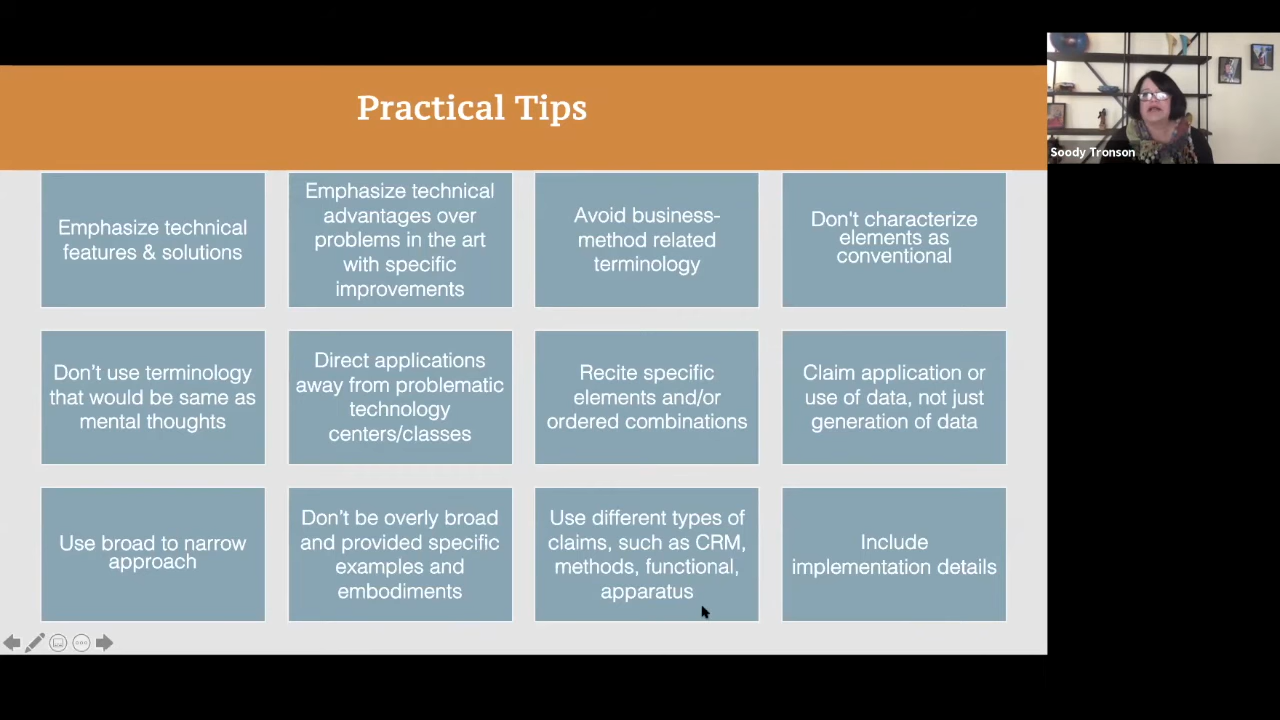 Practical Tips
Soody Tronson
Emphasize technical
features & solutions
Emphasize technical
advantages over
problems in the art
with specific
improvements
Avoid business-
method related
terminology
Don't characterize
elements as
conventional
Don't use terminology
that would be same as
mental thoughts
Direct applications
away from problematic
technology
centers/classes
Recite specific
elements and/or
ordered combinations
Claim application or
use of data, not just
generation of data
Use broad to narrow
approach
Don't be overly broad
and provided specific
examples and
embodiments
Use different types of
claims, such as CRM,
methods, functional,
apparatus
Include
implementation details